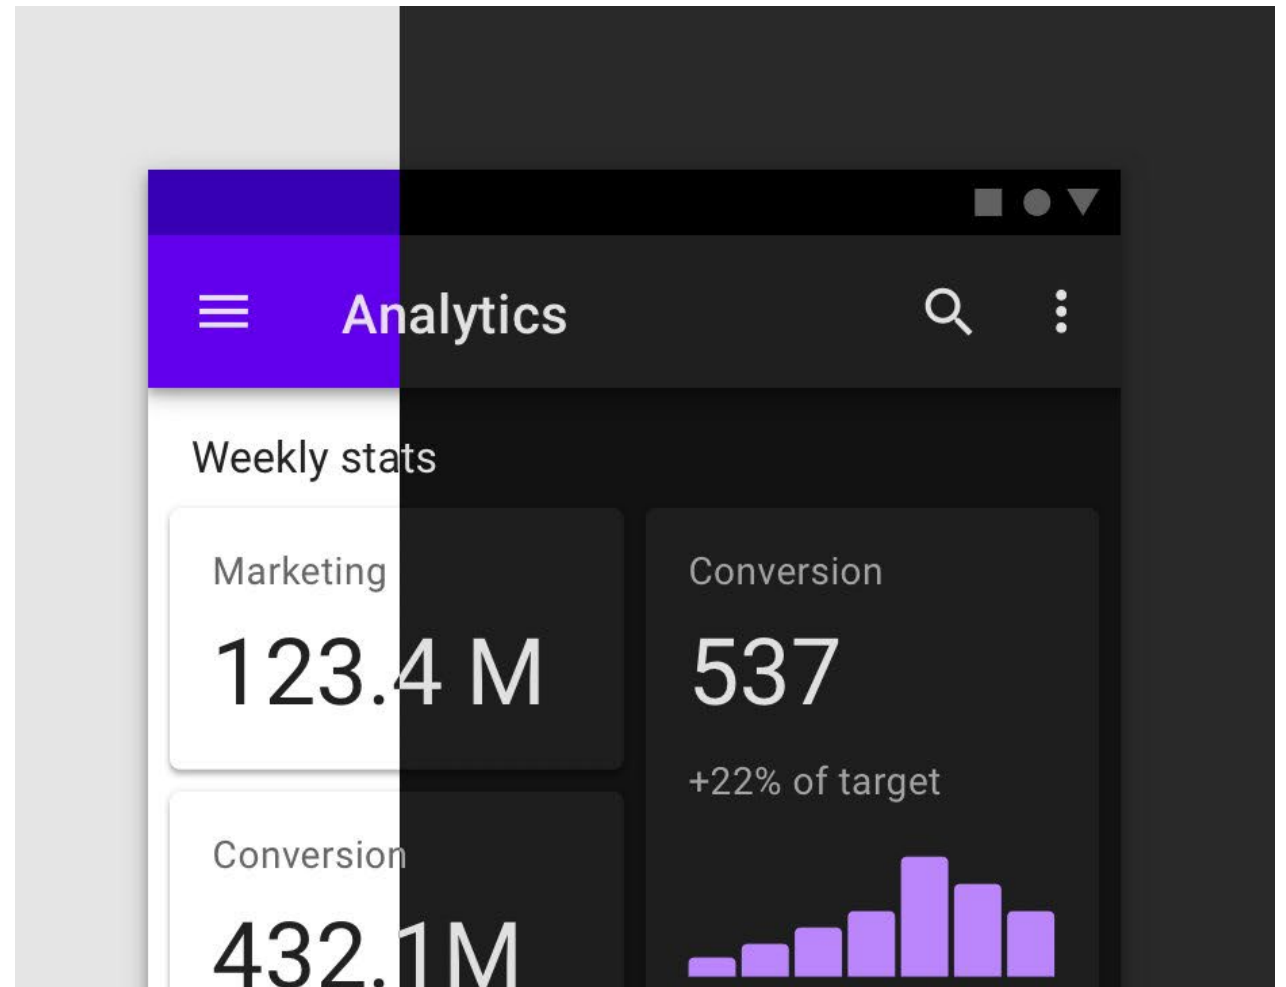 Analytics
Weekly stats
Marketing
123.4 M
Conversion
432.1M
Conversion
537
+22% of target